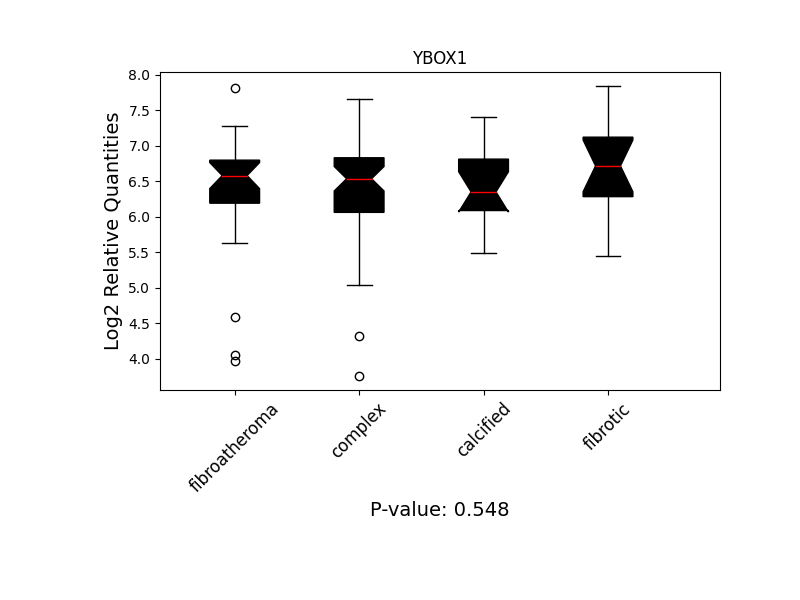 YBOX1
Log2 Relative Quantities
8.0
7.5
7.0
6.5
6.0
5.5
5.0
4.5
4.0
fibroatheroma
complex
calcified
fibrotic
P-value: 0.548